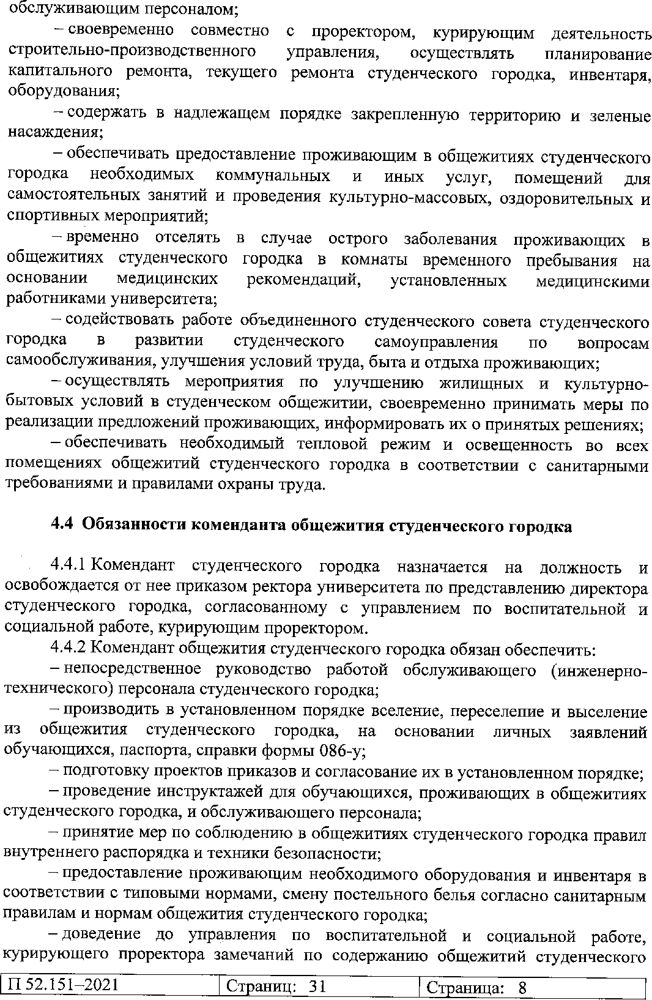 обслуживающим персоналом;
– своевременно совместно с проректором, курирующим деятельность
строительно-производственного управления, осуществлять планирование
капитального ремонта, текущего ремонта студенческого городка, инвентаря,
оборудования;
– содержать в надлежащем порядке закрепленную территорию и зеленые
насаждения;
– обеспечивать предоставление проживающим в общежитиях студенческого
городка необходимых коммунальных и иных услуг, помещений для
самостоятельных занятий и проведения культурно-массовых, оздоровительных и
спортивных мероприятий;
– временно отселять в случае острого заболевания проживающих в
общежитиях студенческого городка в комнаты временного пребывания на
основании медицинских рекомендаций, установленных медицинскими
работниками университета;
– содействовать работе объединенного студенческого совета студенческого
городка в развитии студенческого самоуправления по вопросам
самообслуживания, улучшения условий труда, быта и отдыха проживающих;
– осуществлять мероприятия по улучшению жилищных и культурно-
бытовых условий в студенческом общежитии, своевременно принимать меры по
реализации предложений проживающих, информировать их о принятых решениях;
– обеспечивать необходимый тепловой режим и освещенность во всех
помещениях общежитий студенческого городка в соответствии с санитарными
требованиями и правилами охраны труда.
4.4 Обязанности коменданта общежития студенческого городка
4.4.1 Комендант студенческого городка назначается на должность и
освобождается от нее приказом ректора университета по представлению директора
студенческого городка, согласованному с управлением по воспитательной и
социальной работе, курирующим проректором.
4.4.2 Комендант общежития студенческого городка обязан обеспечить:
– непосредственное руководство работой обслуживающего (инженерно-
технического) персонала студенческого городка;
– производить в установленном порядке вселение, переселение и выселение
из общежития студенческого городка, на основании личных заявлений
обучающихся, паспорта, справки формы 086-у;
– подготовку проектов приказов и согласование их в установленном порядке;
– проведение инструктажей для обучающихся, проживающих в общежитиях
студенческого городка, и обслуживающего персонала;
– принятие мер по соблюдению в общежитиях студенческого городка правил
внутреннего распорядка и техники безопасности;
– предоставление проживающим необходимого оборудования и инвентаря в
соответствии с типовыми нормами, смену постельного белья согласно санитарным
правилам и нормам общежития студенческого городка;
– доведение до управления по воспитательной и социальной работе,
курирующего проректора замечаний по содержанию общежитий студенческого
П 52.151–2021 Страниц: 31 Страница: 8